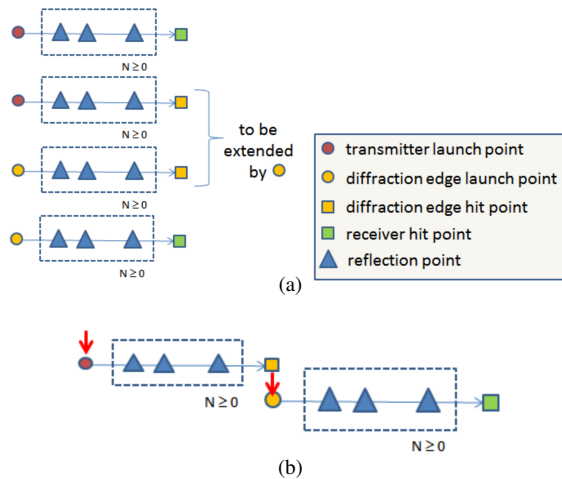 N ≥ 0
N ≥ 0
to be
extended
by
N ≥ 0
N ≥ 0
transmitter launch point
diffraction edge launch point
diffraction edge hit point
receiver hit point
reflection point
(a)
N ≥ 0
N ≥ 0
(b)